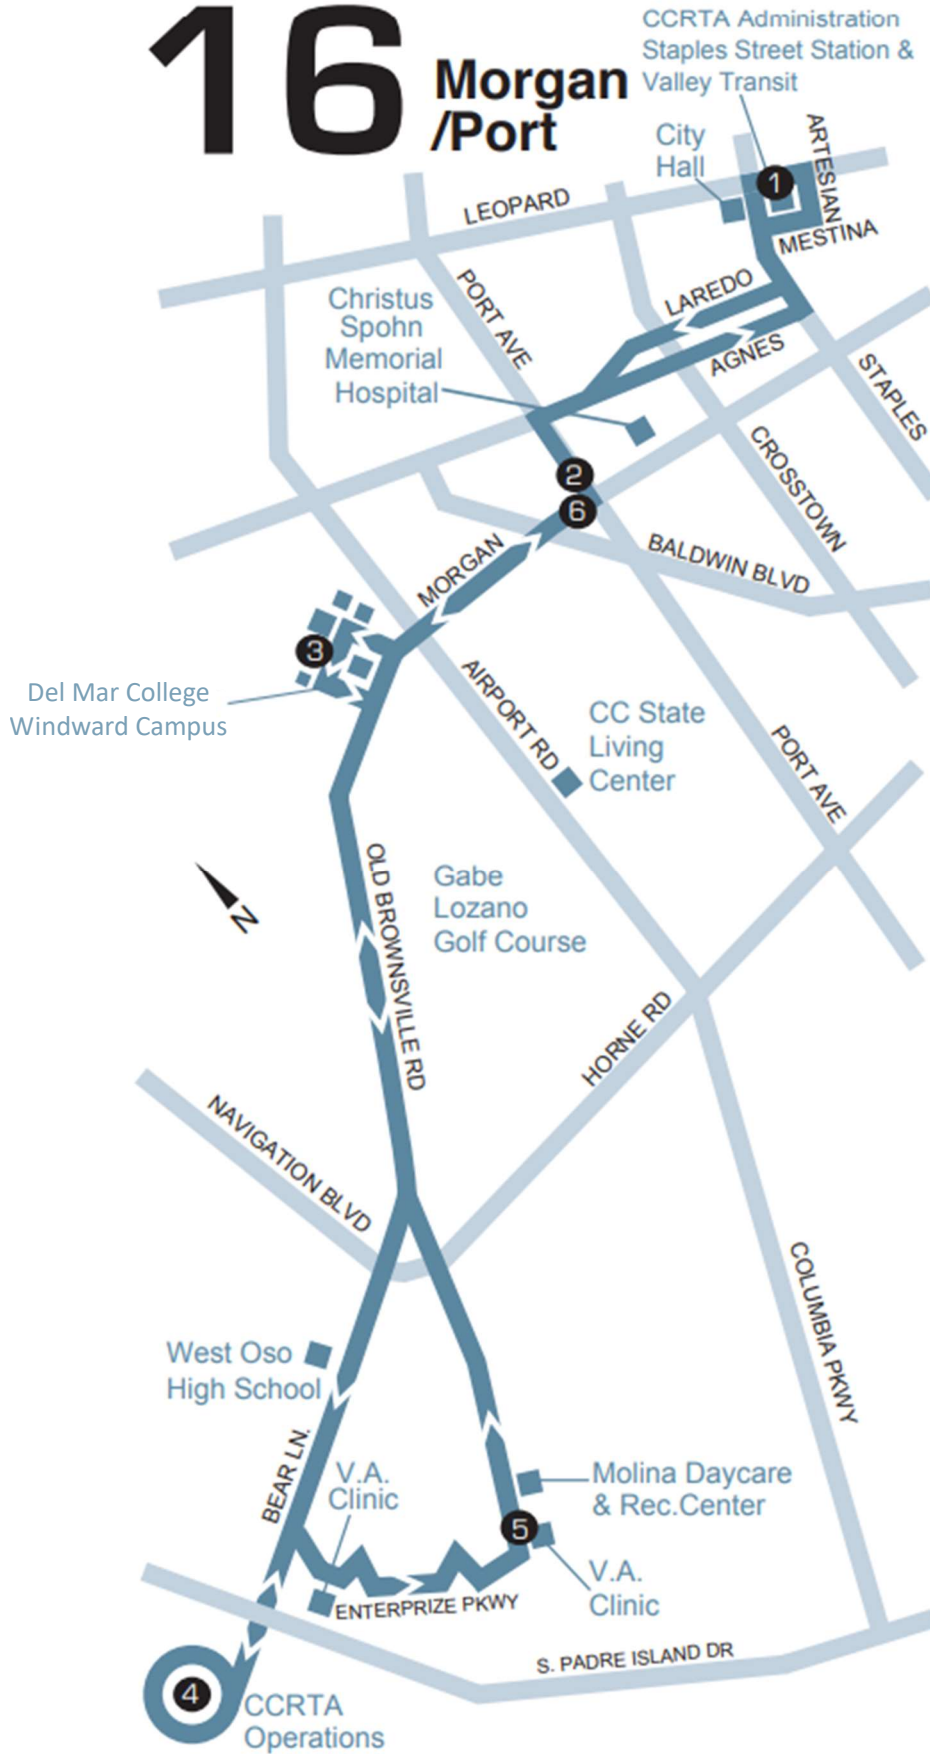 16
Morgan
/Port
CCRTA Administration
Staples Street Station &
Valley Transit
City
Hall
ARTESIAN
1
LEOPARD
MESTINA
PORT AVE
LAREDO
Christus
Spohn
Memorial
Hospital
AGNES
STAPLES
CROSSTOWN
2
6
MORGAN
BALDWIN BLVD
3
Del Mar College
Windward Campus
AIRPORT RD
CC State
Living
Center
PORT AVE
OLD BROWNSVILLE RD
Gabe
Lozano
Golf Course
N
HORNE RD
NAVIGATION BLVD
COLUMBIA PKWY
West Oso
High School
BEAR LN.
V.A.
Clinic
Molina Daycare
& Rec.Center
5
V.A.
Clinic
ENTERPRIZE PKWY
S. PADRE ISLAND DR
4
CCRTA
Operations